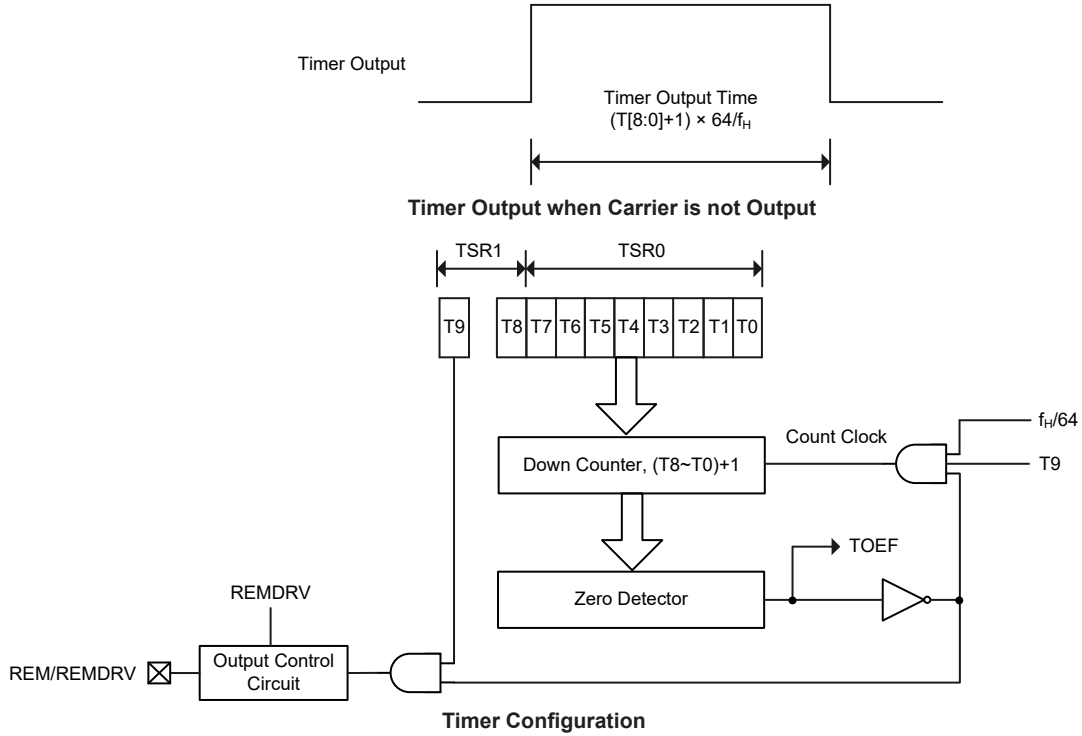 Timer Output
Timer Output Time
(T[8:0]+1) × 64/fH
Timer Output when Carrier is not Output
TSR1 TSR0
T9 T8 T7 T6 T5 T4 T3 T2 T1 T0
fH/64
Count Clock
Down Counter, (T8~T0)+1
T9
TOEF
Zero Detector
REMDRV
REM/REMDRV
Output Control
Circuit
Timer Configuration